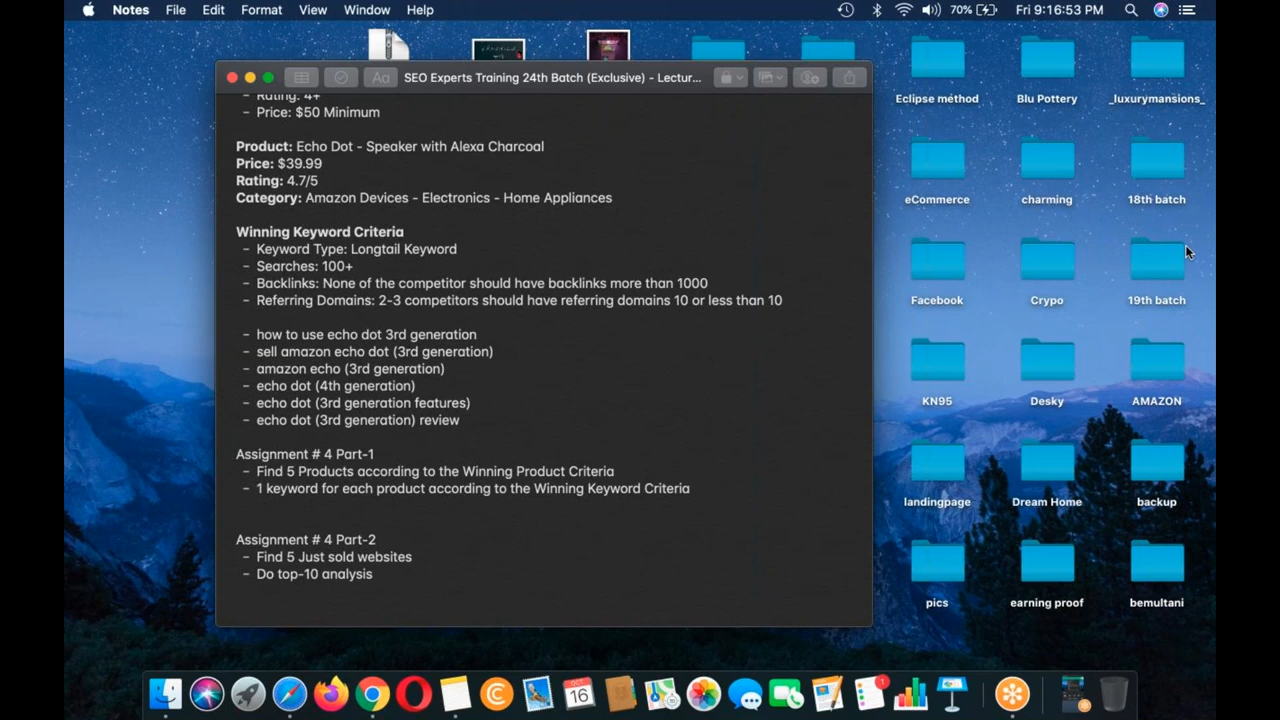 Notes File Edit Format View Window Help 70% Fri 9:16:53 PM
SEO Experts Training 24th Batch (Exclusive) - Lectur...
- Rating: 4+
- Price: $50 Minimum
Product: Echo Dot - Speaker with Alexa Charcoal
Price: $39.99
Rating: 4.7/5
Category: Amazon Devices - Electronics - Home Appliances
Winning Keyword Criteria
- Keyword Type: Longtail Keyword
- Searches: 100+
- Backlinks: None of the competitor should have backlinks more than 1000
- Referring Domains: 2-3 competitors should have referring domains 10 or less than 10
- how to use echo dot 3rd generation
- sell amazon echo dot (3rd generation)
- amazon echo (3rd generation)
- echo dot (4th generation)
- echo dot (3rd generation features)
- echo dot (3rd generation) review
Assignment # 4 Part-1
- Find 5 Products according to the Winning Product Criteria
- 1 keyword for each product according to the Winning Keyword Criteria
Assignment # 4 Part-2
- Find 5 Just sold websites
- Do top-10 analysis
Eclipse méthod Blu Pottery _luxurymansions_
eCommerce charming 18th batch
Facebook Crypo 19th batch
KN95 Desky AMAZON
landingpage Dream Home backup
pics earning proof bemultani
OCT
16
1